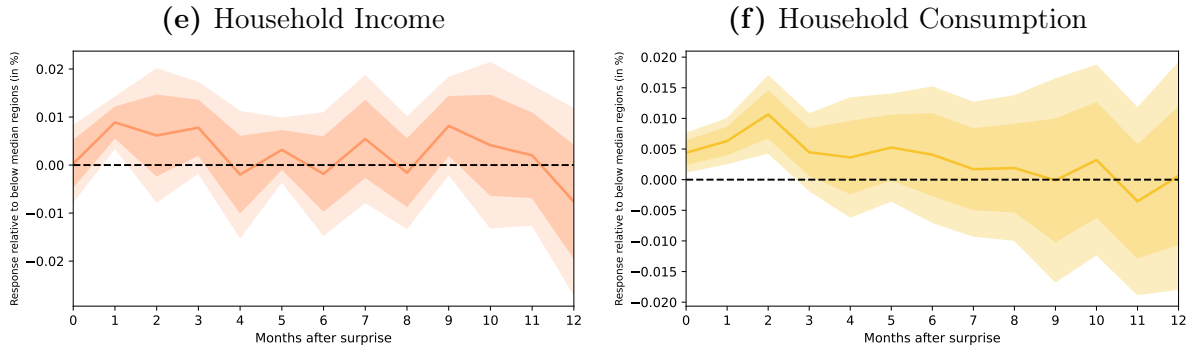 (e) Household Income
Response relative to below median regions (in %)
0.02
0.01
0.00
−0.01
−0.02
0 1 2 3 4 5 6 7 8 9 10 11 12
Months after surprise
(f) Household Consumption
Response relative to below median regions (in %)
0.020
0.015
0.010
0.005
0.000
−0.005
−0.010
−0.015
−0.020
0 1 2 3 4 5 6 7 8 9 10 11 12
Months after surprise